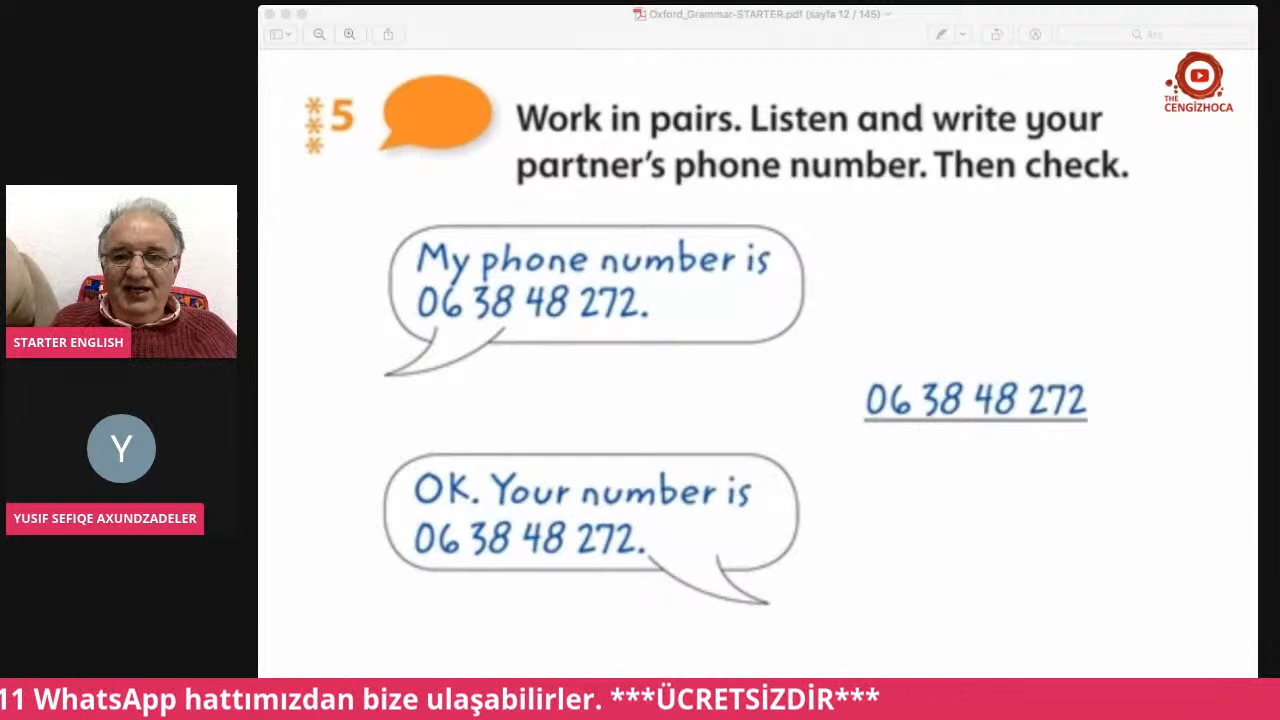 Oxford_Grammar-STARTER.pdf (sayfa 12 / 145)
Ara
THE
CENGİZHOCA
5
Work in pairs. Listen and write your
partner's phone number. Then check.
My phone number is
06 38 48 272.
06 38 48 272
OK. Your number is
06 38 48 272.
STARTER ENGLISH
Y
YUSIF SEFIQE AXUNDZADELER
11 WhatsApp hattımızdan bize ulaşabilirler. ***ÜCRETSİZDİR***